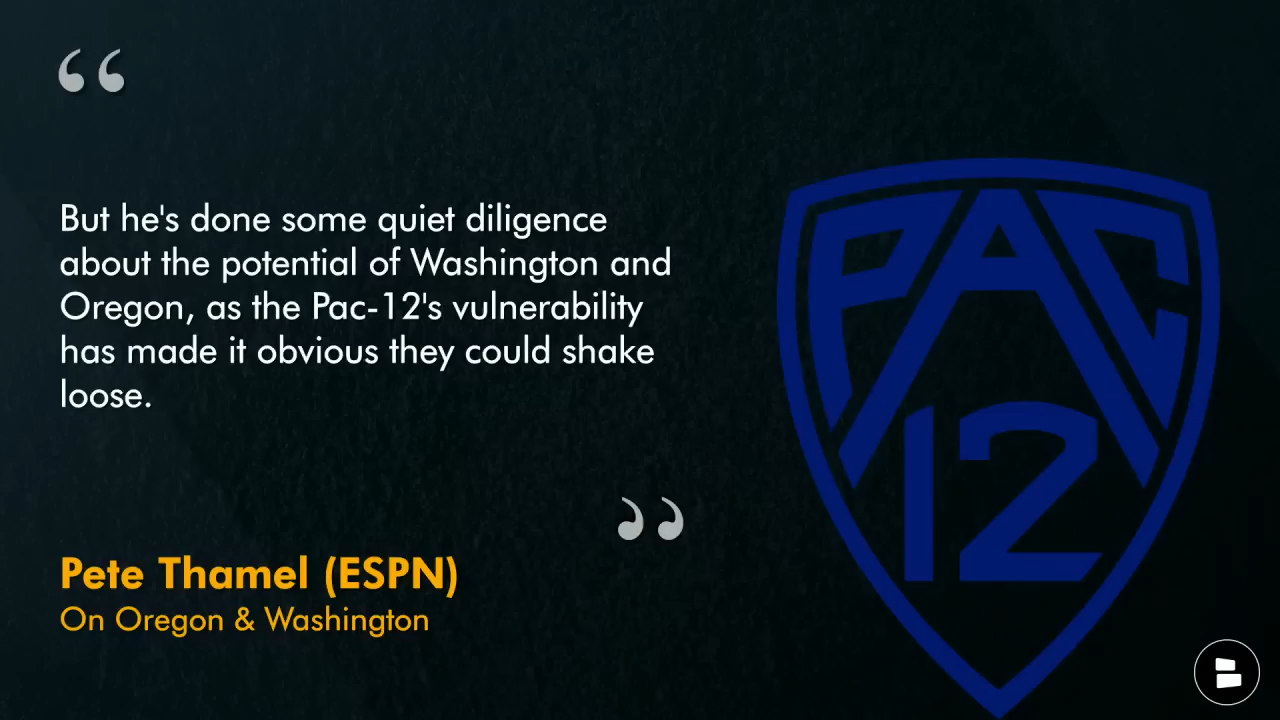 “
But he's done some quiet diligence
about the potential of Washington and
Oregon, as the Pac-12's vulnerability
has made it obvious they could shake
loose.
”
Pete Thamel (ESPN)
On Oregon & Washington
PAC
12